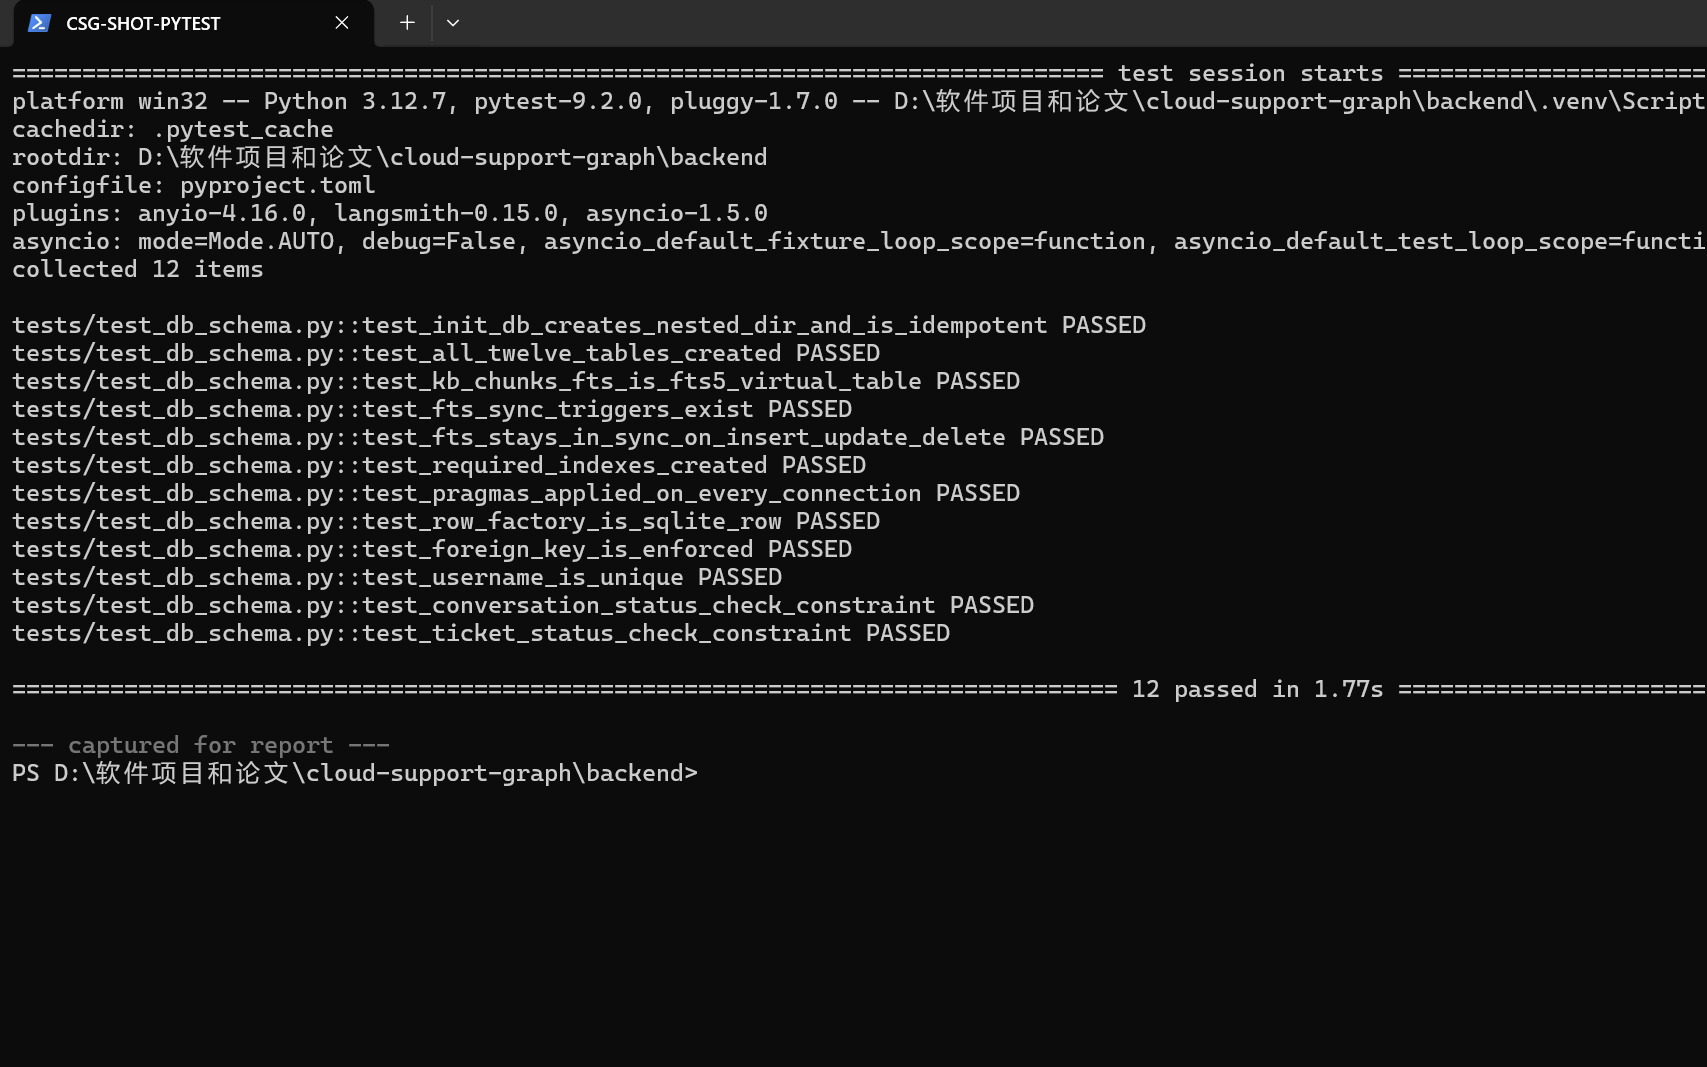 CSG-SHOT-PYTEST
============================================================================== test session starts ======================
platform win32 -- Python 3.12.7, pytest-9.2.0, pluggy-1.7.0 -- D:\软件项目和论文\cloud-support-graph\backend\.venv\Script
cachedir: .pytest_cache
rootdir: D:\软件项目和论文\cloud-support-graph\backend
configfile: pyproject.toml
plugins: anyio-4.16.0, langsmith-0.15.0, asyncio-1.5.0
asyncio: mode=Mode.AUTO, debug=False, asyncio_default_fixture_loop_scope=function, asyncio_default_test_loop_scope=functi
collected 12 items
tests/test_db_schema.py::test_init_db_creates_nested_dir_and_is_idempotent PASSED
tests/test_db_schema.py::test_all_twelve_tables_created PASSED
tests/test_db_schema.py::test_kb_chunks_fts_is_fts5_virtual_table PASSED
tests/test_db_schema.py::test_fts_sync_triggers_exist PASSED
tests/test_db_schema.py::test_fts_stays_in_sync_on_insert_update_delete PASSED
tests/test_db_schema.py::test_required_indexes_created PASSED
tests/test_db_schema.py::test_pragmas_applied_on_every_connection PASSED
tests/test_db_schema.py::test_row_factory_is_sqlite_row PASSED
tests/test_db_schema.py::test_foreign_key_is_enforced PASSED
tests/test_db_schema.py::test_username_is_unique PASSED
tests/test_db_schema.py::test_conversation_status_check_constraint PASSED
tests/test_db_schema.py::test_ticket_status_check_constraint PASSED
=============================================================================== 12 passed in 1.77s ======================
--- captured for report ---
PS D:\软件项目和论文\cloud-support-graph\backend>